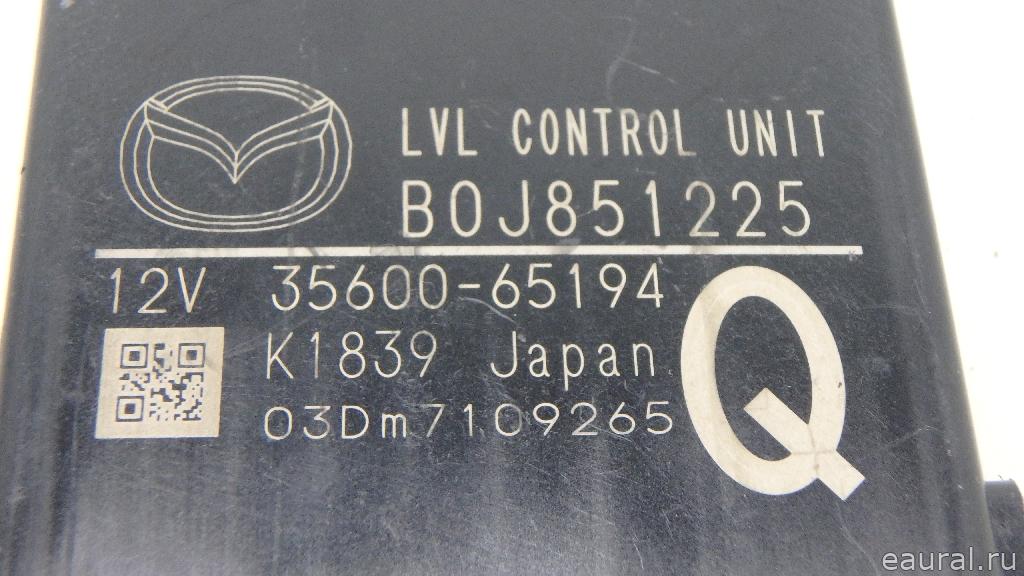 LVL CONTROL UNIT
B0J851225
12V 35600-65194
K1839 Japan
03Dm7109265
Q
eaural.ru